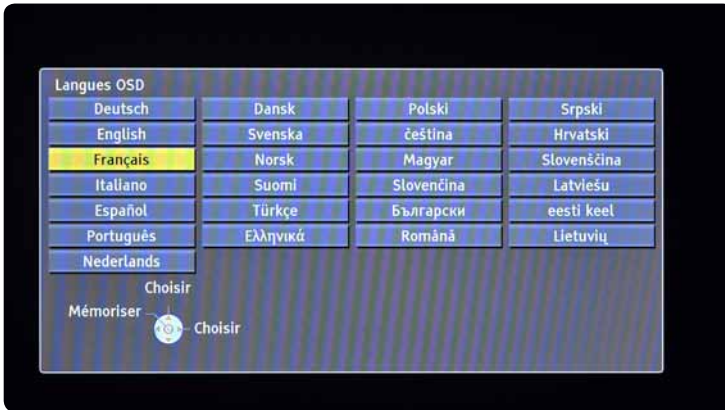 Langues OSD
Deutsch Dansk Polski Srpski
English Svenska čeština Hrvatski
Français Norsk Magyar Slovenščina
Italiano Suomi Slovenčina Latviešu
Español Türkçe Български eesti keel
Português Ελληνικά Română Lietuvių
Nederlands
Choisir
Mémoriser
Choisir